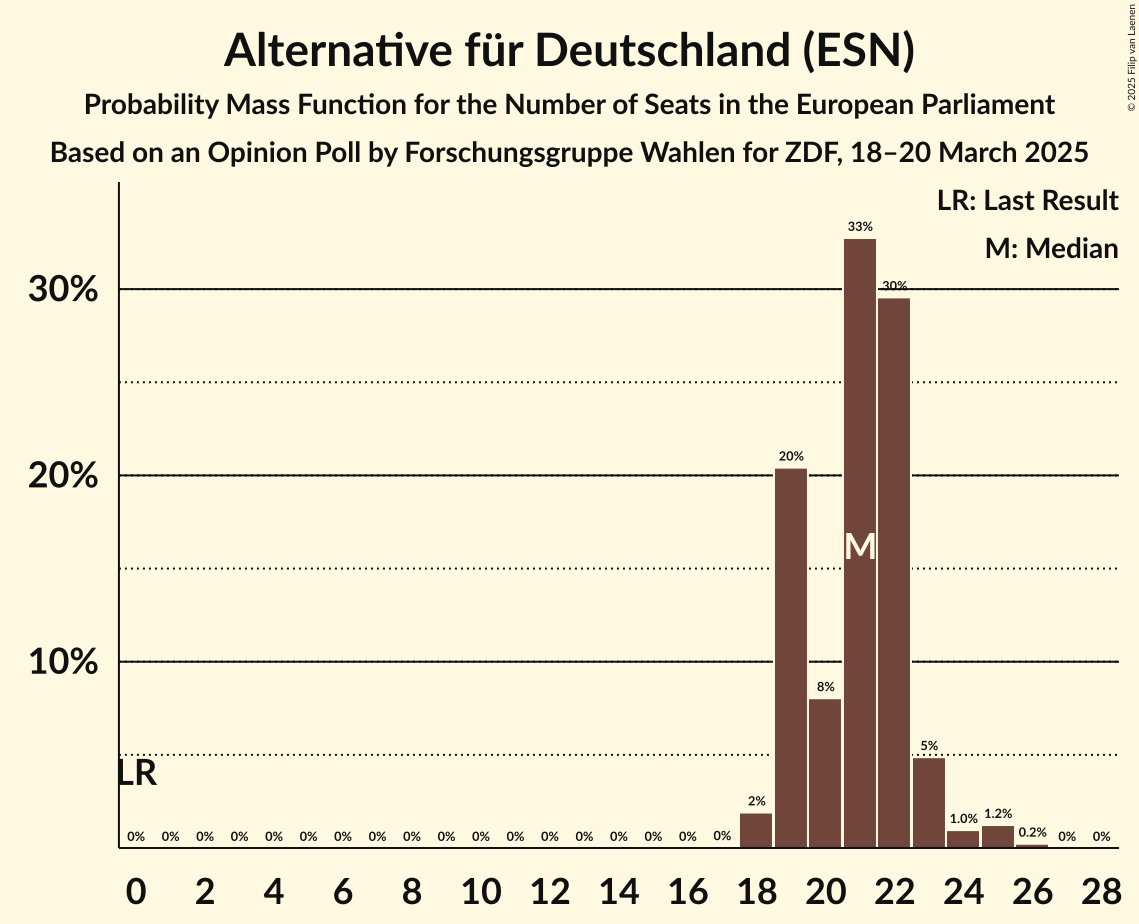 Alternative für Deutschland (ESN)
Probability Mass Function for the Number of Seats in the European Parliament
Based on an Opinion Poll by Forschungsgruppe Wahlen for ZDF, 18–20 March 2025
© 2025 Filip van Laenen
LR: Last Result
M: Median
33%
30%
30%
20%
20%
M
10%
8%
5%
LR
2%
1.0%
1.2%
0.2%
0% 0% 0% 0% 0% 0% 0% 0% 0% 0% 0% 0% 0% 0% 0% 0% 0% 0% 0% 0%
0 2 4 6 8 10 12 14 16 18 20 22 24 26 28